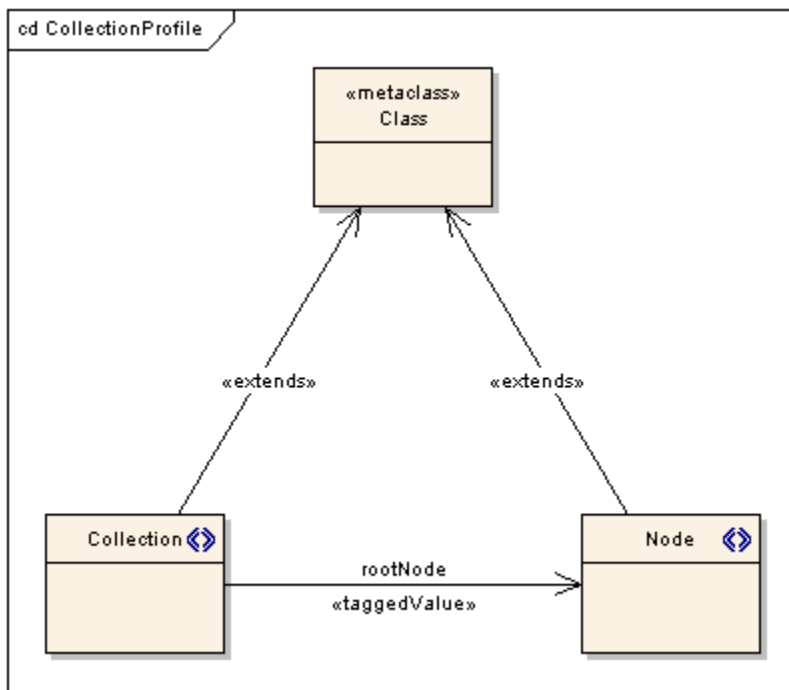 cd CollectionProfile
«metaclass»
Class
«extends»
«extends»
Collection
Node
rootNode
«taggedValue»